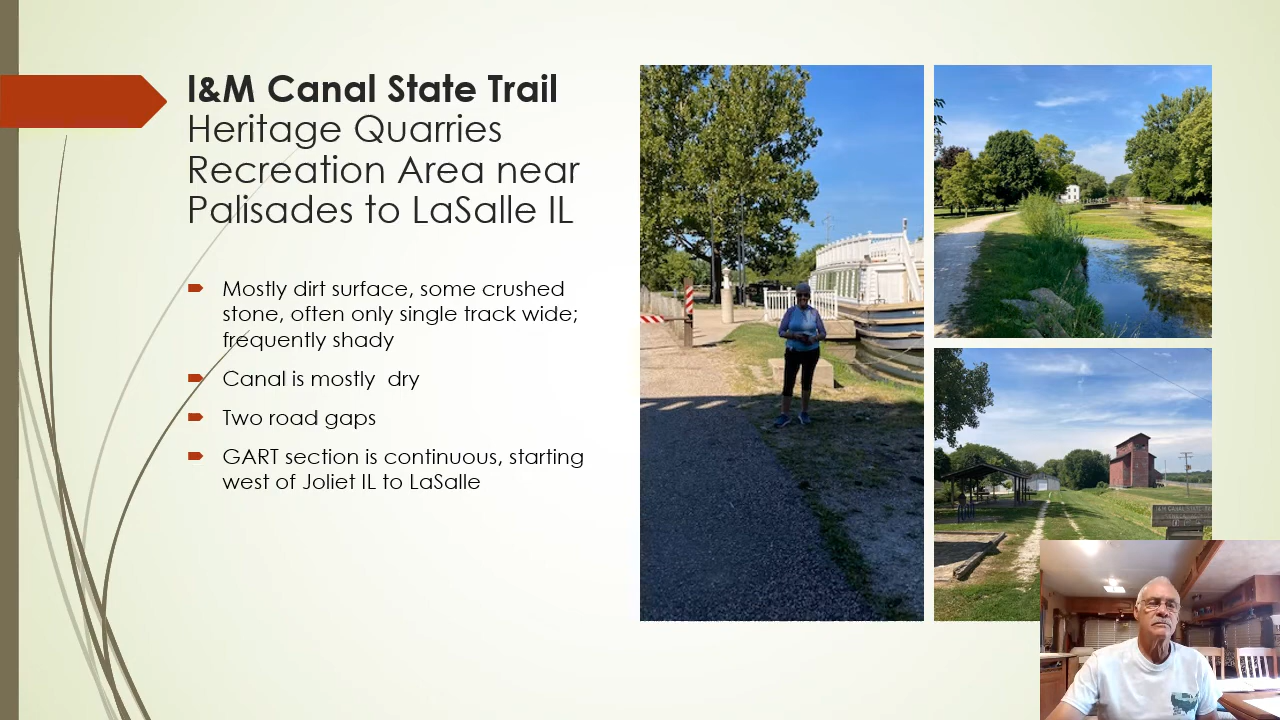 I&M Canal State Trail
Heritage Quarries
Recreation Area near
Palisades to LaSalle IL
Mostly dirt surface, some crushed
stone, often only single track wide;
frequently shady
Canal is mostly  dry
Two road gaps
GART section is continuous, starting
west of Joliet IL to LaSalle
I&M CANAL STATE